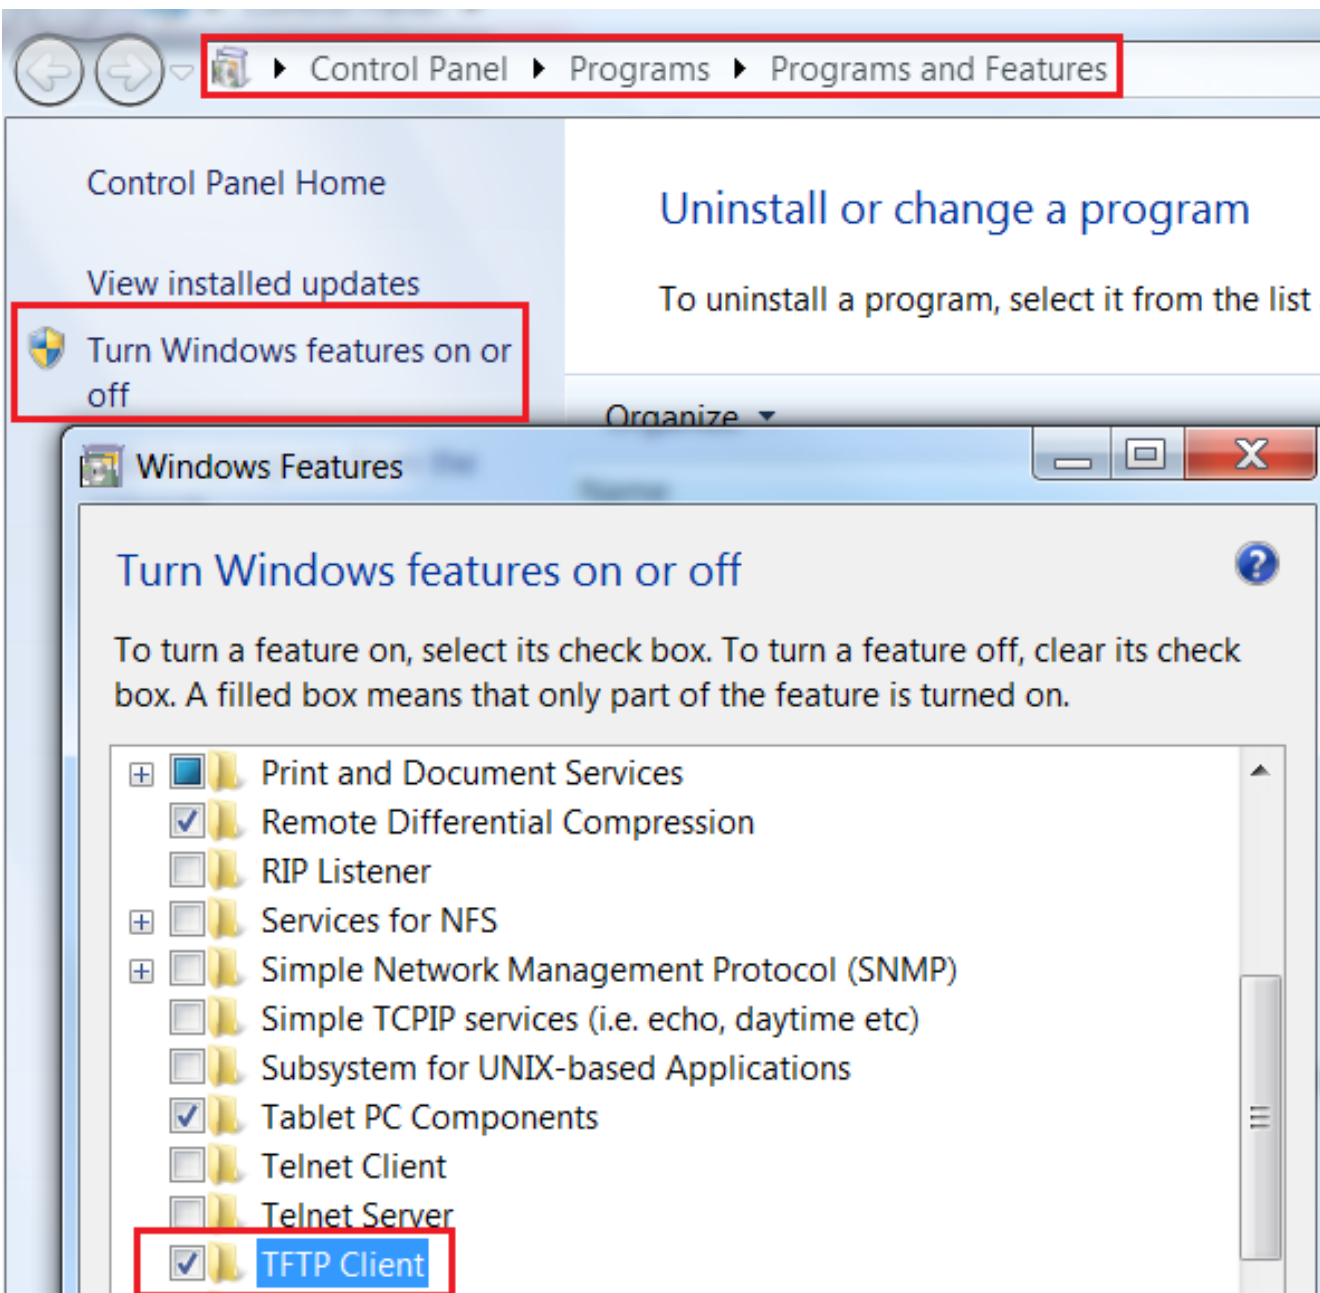 Control Panel Programs Programs and Features
Control Panel Home
View installed updates
Turn Windows features on or
off
Uninstall or change a program
To uninstall a program, select it from the list
Organize
Name
Windows Features
Turn Windows features on or off
To turn a feature on, select its check box. To turn a feature off, clear its check
box. A filled box means that only part of the feature is turned on.
Print and Document Services
Remote Differential Compression
RIP Listener
Services for NFS
Simple Network Management Protocol (SNMP)
Simple TCPIP services (i.e. echo, daytime etc)
Subsystem for UNIX-based Applications
Tablet PC Components
Telnet Client
Telnet Server
TFTP Client